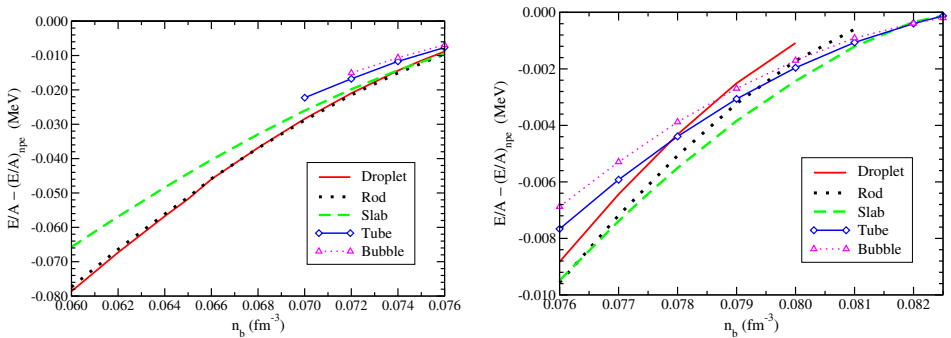 0.000
-0.010
-0.020
-0.030
-0.040
-0.050
-0.060
-0.070
-0.080
E/A − (E/A)npe (MeV)
0.060 0.062 0.064 0.066 0.068 0.070 0.072 0.074 0.076
nb (fm-3)
Droplet
Rod
Slab
Tube
Bubble
0.000
-0.002
-0.004
-0.006
-0.008
-0.010
E/A − (E/A)npe (MeV)
0.076 0.077 0.078 0.079 0.080 0.081 0.082
nb (fm-3)
Droplet
Rod
Slab
Tube
Bubble